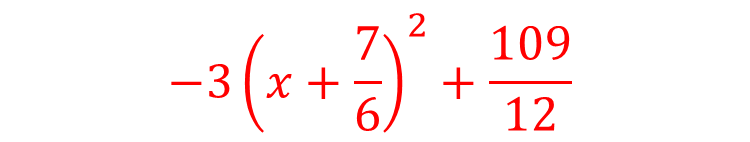 −3(x + 7/6)² + 109/12